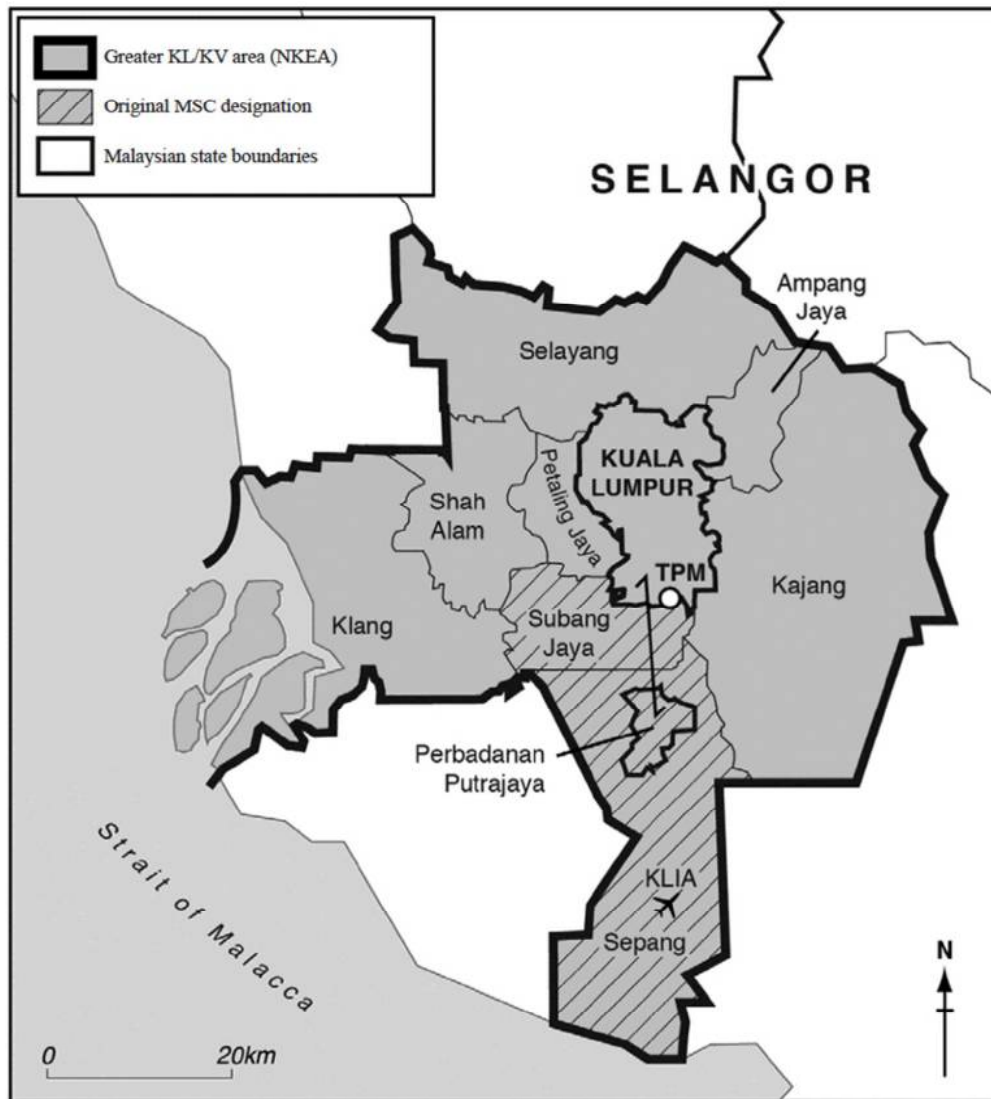 Greater KL/KV area (NKEA)
Original MSC designation
Malaysian state boundaries
SELANGOR
Ampang
Jaya
Selayang
KUALA
LUMPUR
Petaling Jaya
Shah
Alam
TPM
Kajang
Klang
Subang
Jaya
Perbadanan
Putrajaya
Strait of Malacca
KLIA
Sepang
N
0 20km